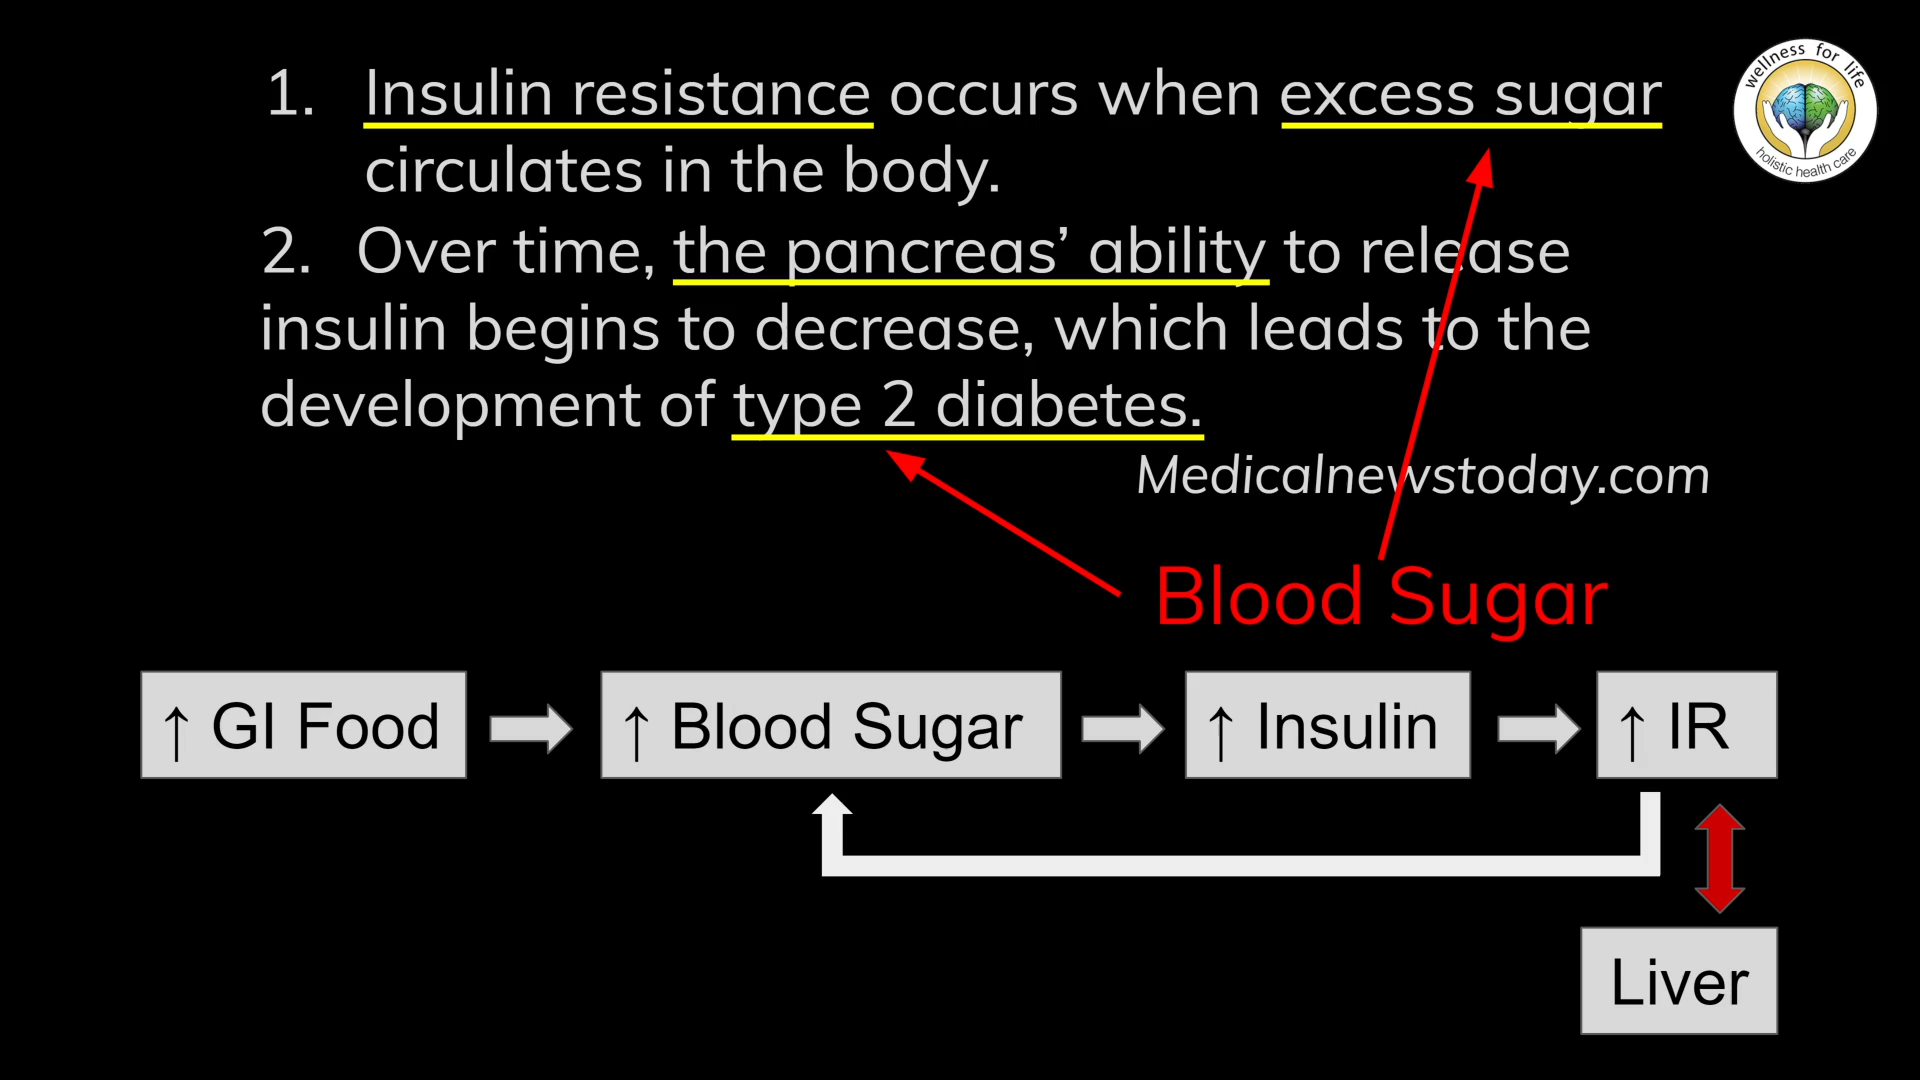 wellness for life
holistic health care
1. Insulin resistance occurs when excess sugar
circulates in the body.
2. Over time, the pancreas’ ability to release
insulin begins to decrease, which leads to the
development of type 2 diabetes.
Medicalnewstoday.com
Blood Sugar
↑ GI Food
↑ Blood Sugar
↑ Insulin
↑ IR
Liver